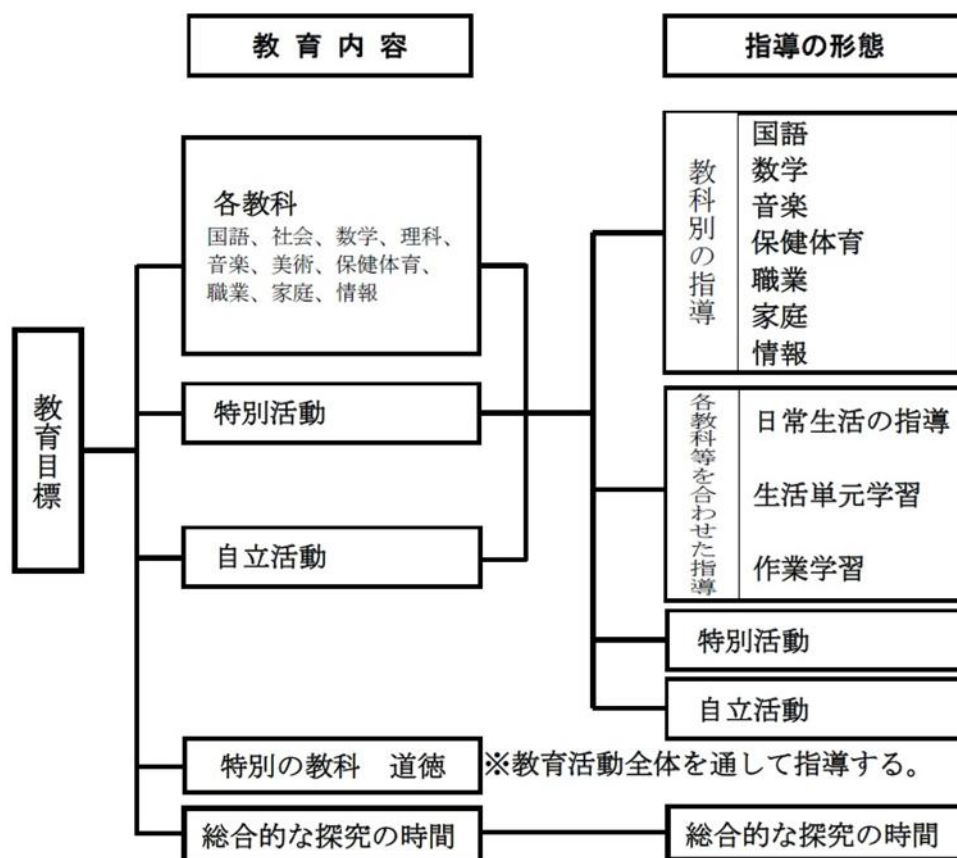 教育内容
指導の形態
教育目標
各教科
国語、社会、数学、理科、
音楽、美術、保健体育、
職業、家庭、情報
特別活動
自立活動
特別の教科 道徳
※教育活動全体を通して指導する。
総合的な探究の時間
教科別の指導
国語
数学
音楽
保健体育
職業
家庭
情報
各教科等を合わせた指導
日常生活の指導
生活単元学習
作業学習
特別活動
自立活動
総合的な探究の時間